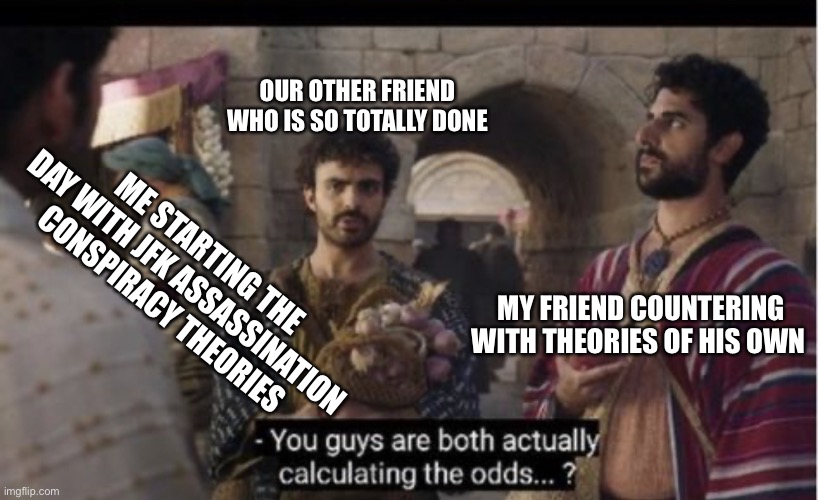 OUR OTHER FRIEND
WHO IS SO TOTALLY DONE
ME STARTING THE
DAY WITH JFK ASSASSINATION
CONSPIRACY THEORIES
MY FRIEND COUNTERING
WITH THEORIES OF HIS OWN
- You guys are both actually
calculating the odds... ?
imgflip.com